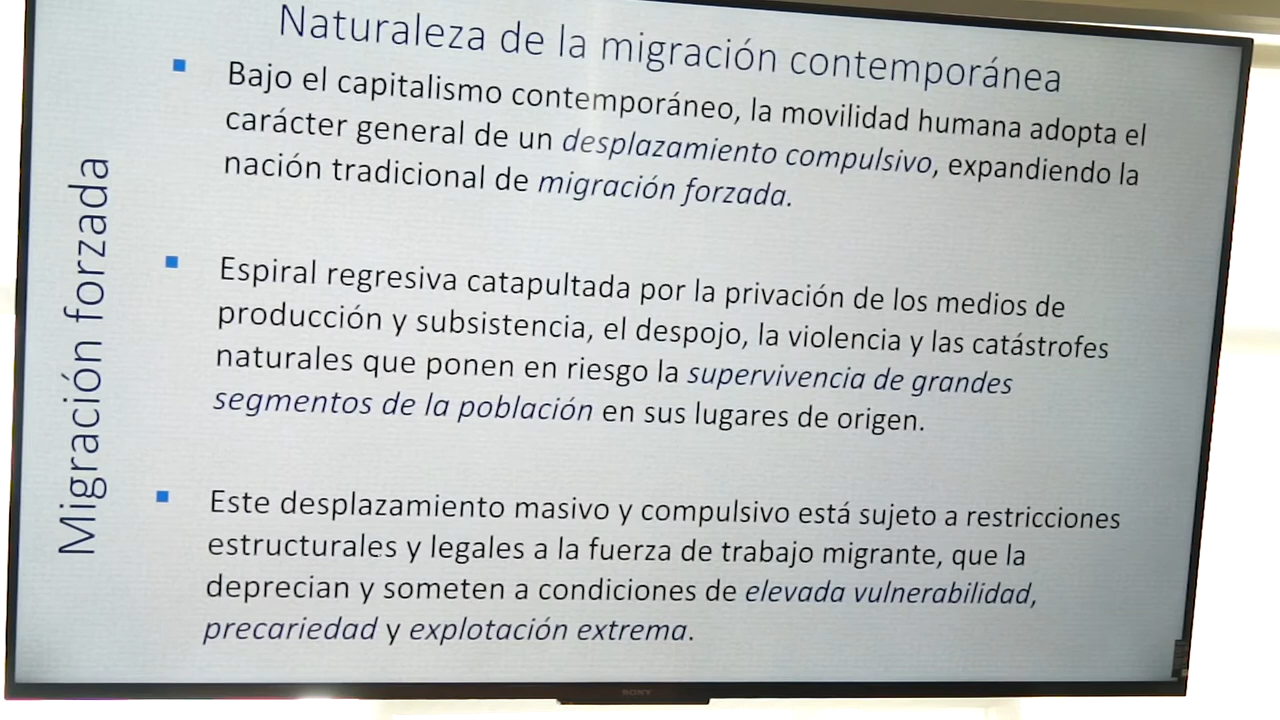 Naturaleza de la migración contemporánea
Bajo el capitalismo contemporáneo, la movilidad humana adopta el
carácter general de un desplazamiento compulsivo, expandiendo la
nación tradicional de migración forzada.
Migración forzada
Espiral regresiva catapultada por la privación de los medios de
producción y subsistencia, el despojo, la violencia y las catástrofes
naturales que ponen en riesgo la supervivencia de grandes
segmentos de la población en sus lugares de origen.
Este desplazamiento masivo y compulsivo está sujeto a restricciones
estructurales y legales a la fuerza de trabajo migrante, que la
deprecian y someten a condiciones de elevada vulnerabilidad,
precariedad y explotación extrema.
SONY